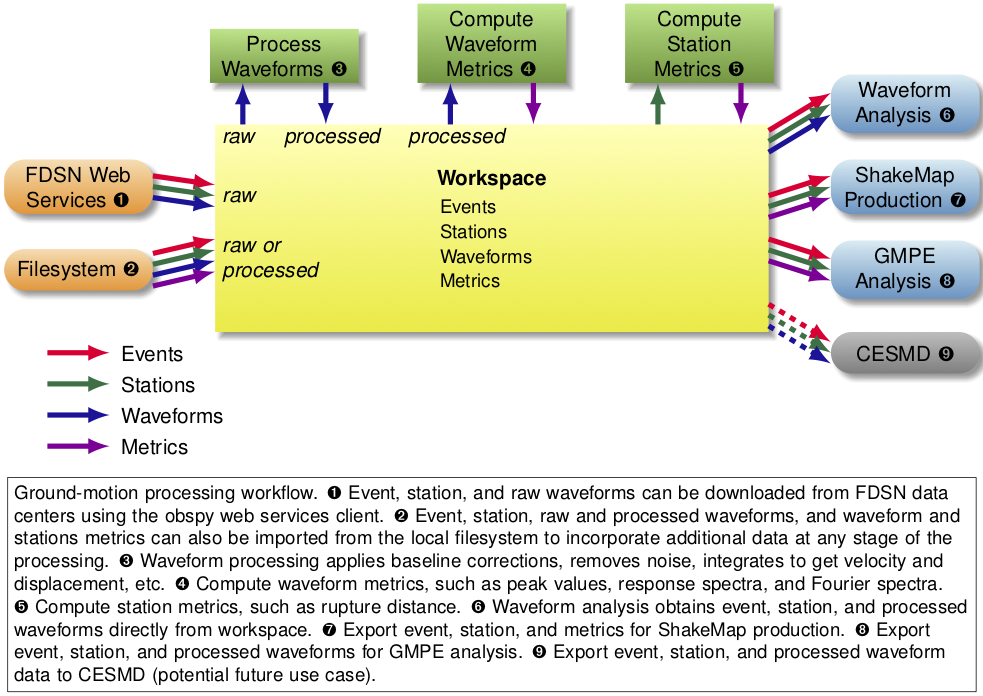 Process
Waveforms ❸
Compute
Waveform
Metrics ❹
Compute
Station
Metrics ❺
raw
processed
processed
Workspace
Events
Stations
Waveforms
Metrics
FDSN Web
Services ❶
raw
Filesystem ❷
raw or
processed
Waveform
Analysis ❻
ShakeMap
Production ❼
GMPE
Analysis ❽
CESMD ❾
Events
Stations
Waveforms
Metrics
Ground-motion processing workflow. ❶ Event, station, and raw waveforms can be downloaded from FDSN data
centers using the obspy web services client. ❷ Event, station, raw and processed waveforms, and waveform and
stations metrics can also be imported from the local filesystem to incorporate additional data at any stage of the
processing. ❸ Waveform processing applies baseline corrections, removes noise, integrates to get velocity and
displacement, etc. ❹ Compute waveform metrics, such as peak values, response spectra, and Fourier spectra.
❺ Compute station metrics, such as rupture distance. ❻ Waveform analysis obtains event, station, and processed
waveforms directly from workspace. ❼ Export event, station, and metrics for ShakeMap production. ❽ Export
event, station, and processed waveforms for GMPE analysis. ❾ Export event, station, and processed waveform
data to CESMD (potential future use case).